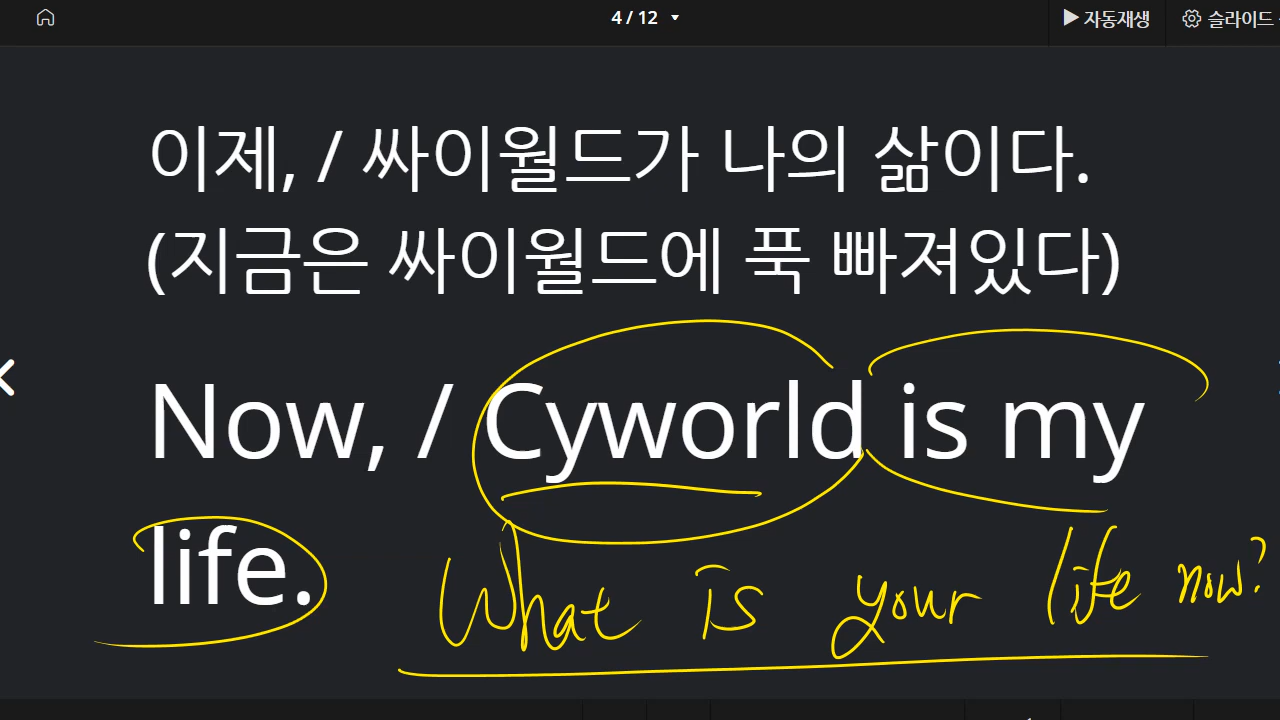 4 / 12
자동재생
슬라이드
이제, / 싸이월드가 나의 삶이다.
(지금은 싸이월드에 푹 빠져있다)
Now, / Cyworld is my
life.
What is your life now?